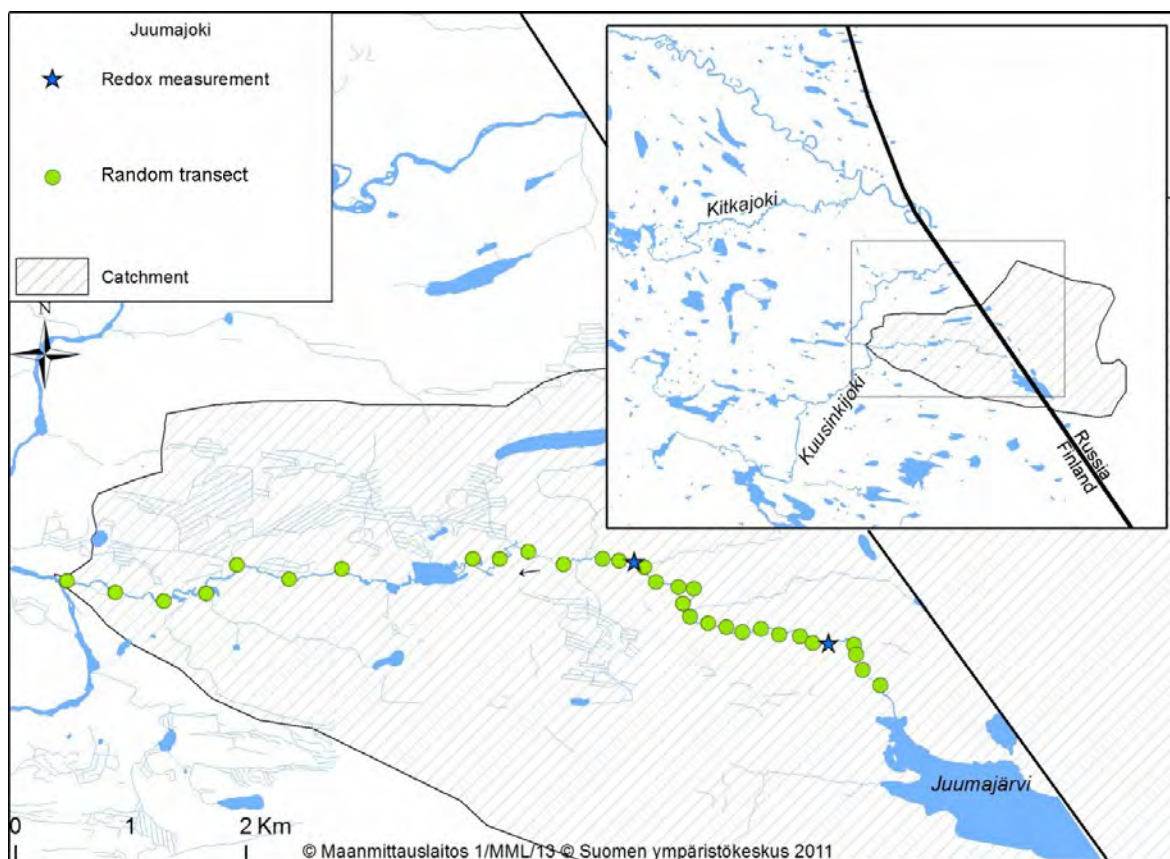 Juumajoki
Redox measurement
Random transect
Catchment
N
Kitkajoki
Kuusinkijoki
Russia
Finland
Juumajärvi
0 1 2 Km
© Maanmittauslaitos 1/MML/13 © Suomen ympäristökeskus 2011